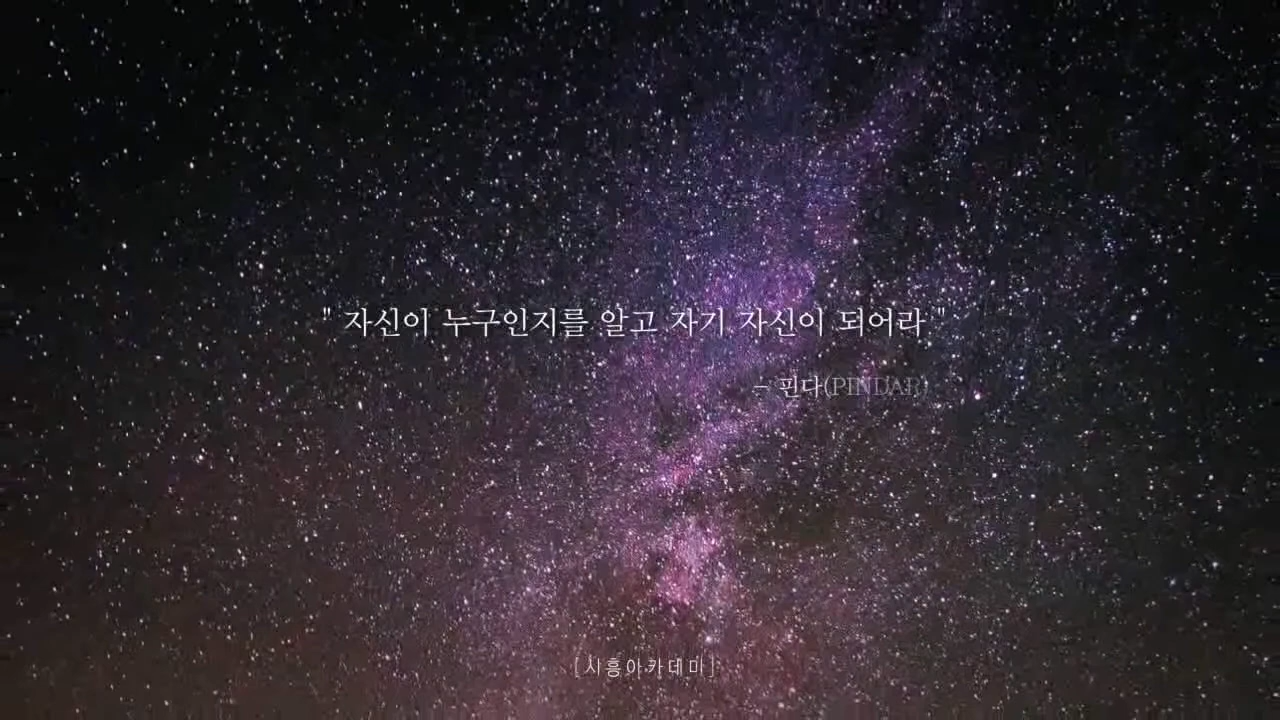 " 자신이 누구인지를 알고 자기 자신이 되어라 "
- 핀다(PINDAR)
[시흥아카데미]